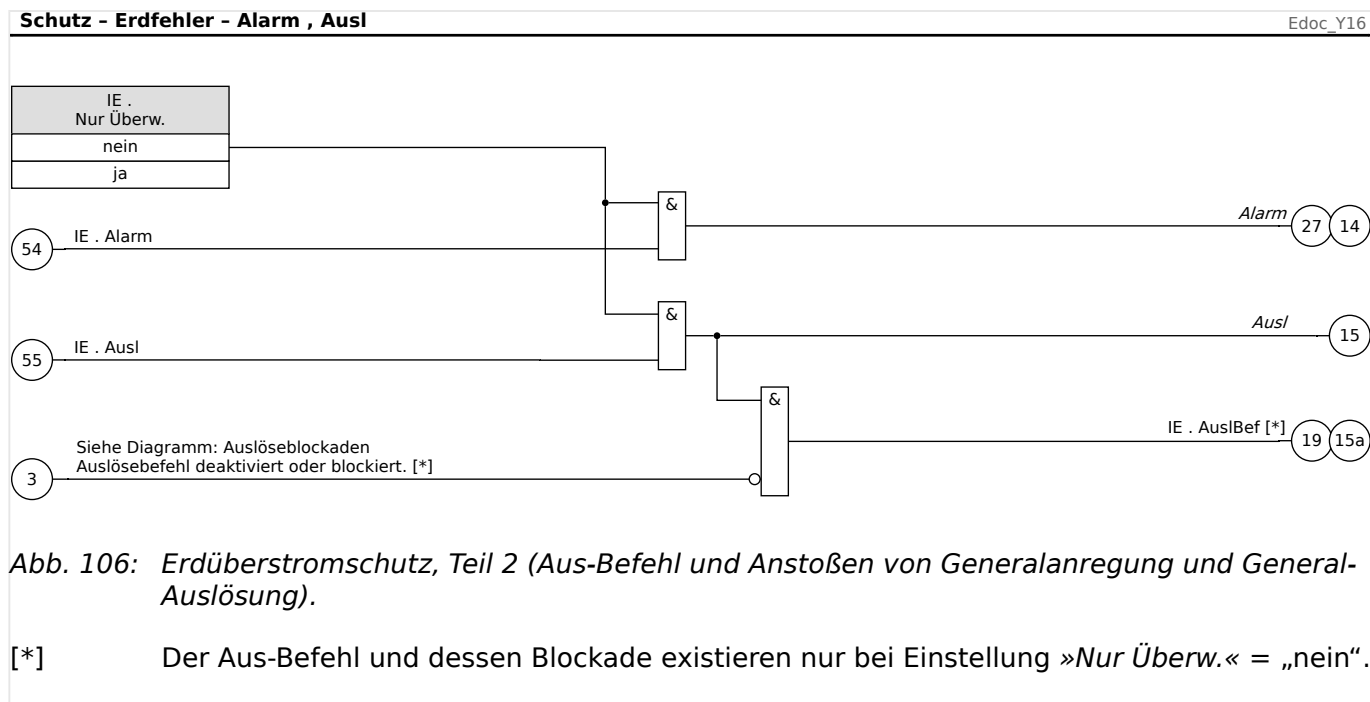 Schutz – Erdfehler – Alarm , Ausl
Edoc_Y16
IE .
Nur Überw.
nein
ja
&
Alarm
27
14
54
IE . Alarm
&
Ausl
15
55
IE . Ausl
&
IE . AuslBef [*]
19
15a
Siehe Diagramm: Auslöseblockaden
Auslösebefehl deaktiviert oder blockiert. [*]
3
Abb. 106: Erdüberstromschutz, Teil 2 (Aus-Befehl und Anstoßen von Generalanregung und General-
Auslösung).
[*] Der Aus-Befehl und dessen Blockade existieren nur bei Einstellung »Nur Überw.« = „nein“.